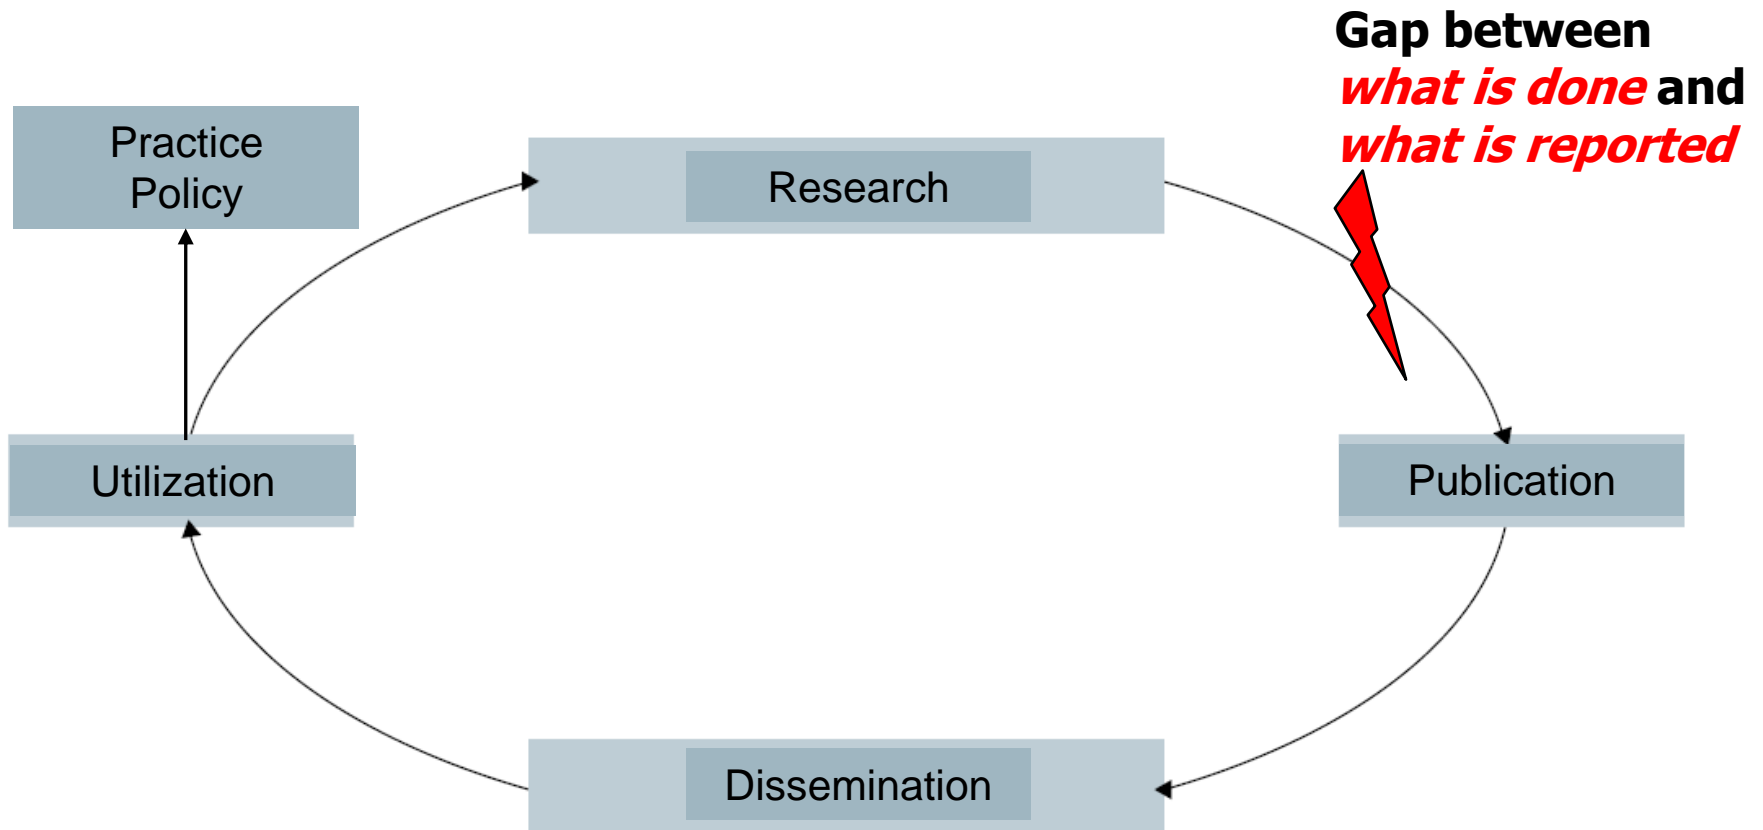 Gap between
what is done and
what is reported
Practice
Policy
Research
Utilization
Publication
Dissemination